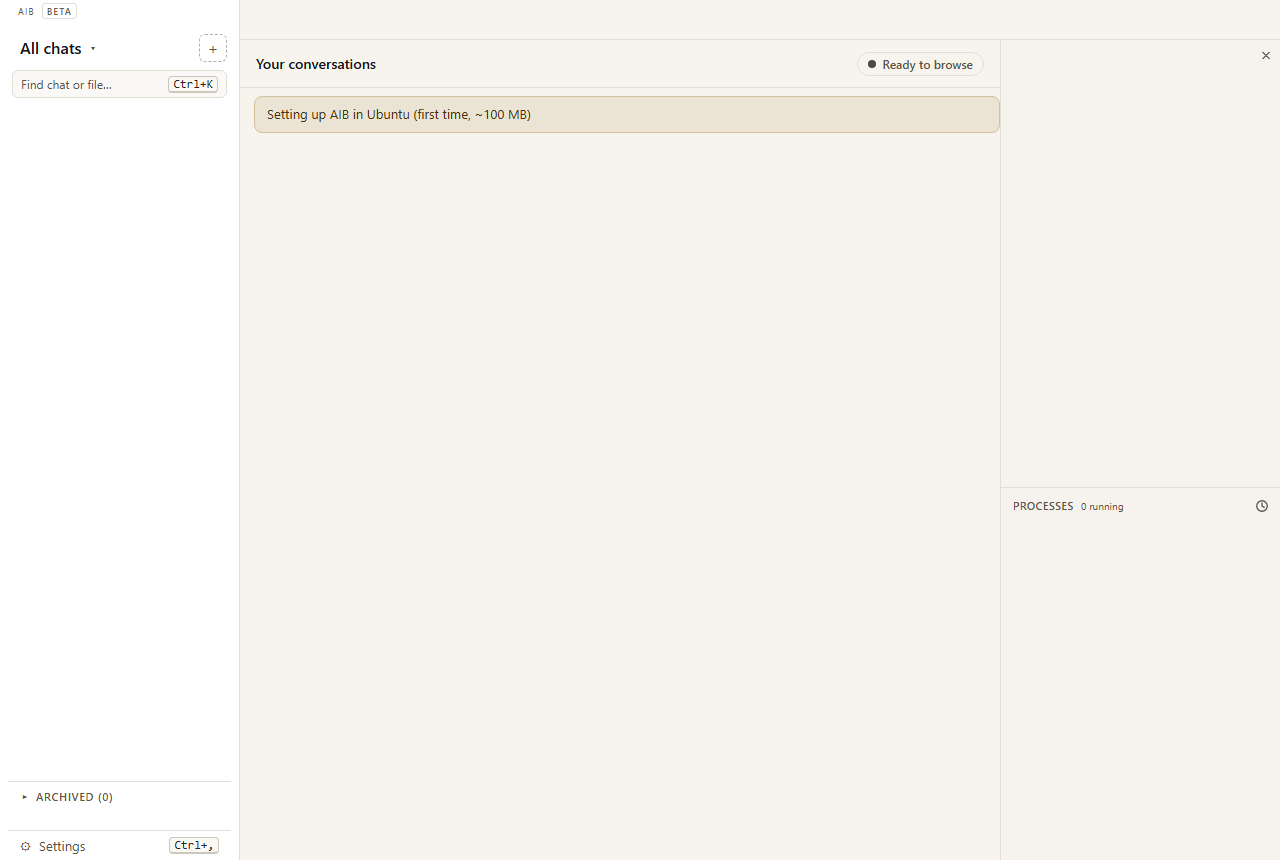 AIB BETA
All chats
+
Find chat or file... Ctrl+K
ARCHIVED (0)
Settings Ctrl+,
Your conversations
Ready to browse
Setting up AIB in Ubuntu (first time, ~100 MB)
×
PROCESSES 0 running